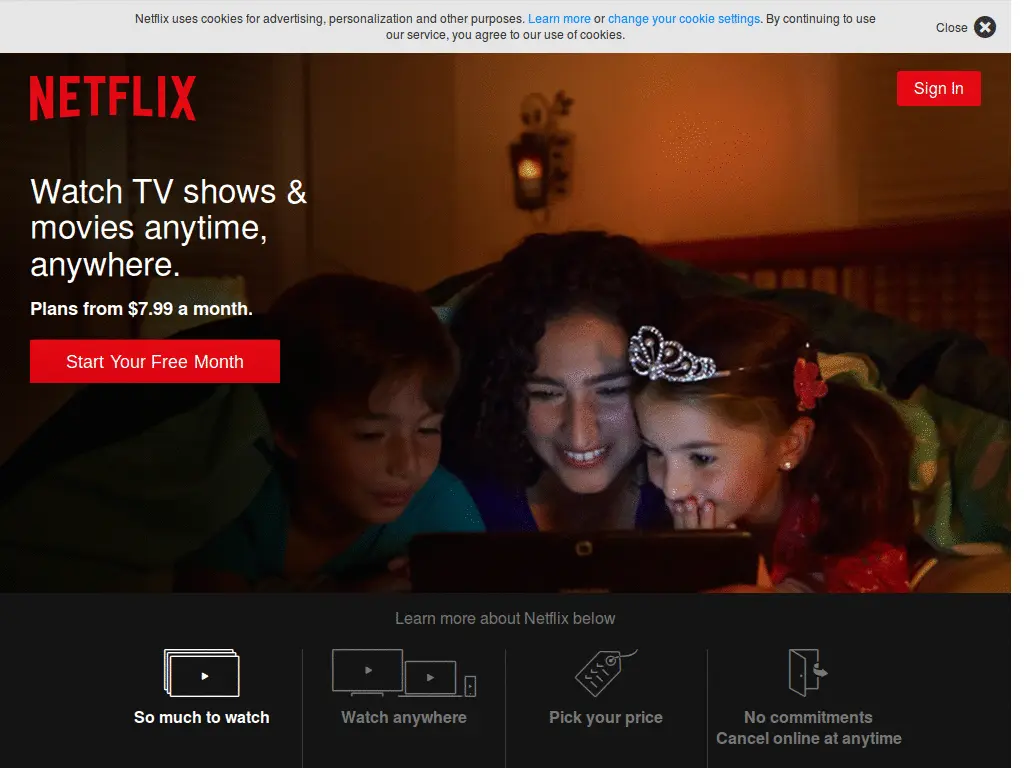 Netflix uses cookies for advertising, personalization and other purposes. Learn more or change your cookie settings. By continuing to use
our service, you agree to our use of cookies.
Close
NETFLIX
Sign In
Watch TV shows &
movies anytime,
anywhere.
Plans from $7.99 a month.
Start Your Free Month
Learn more about Netflix below
So much to watch
Watch anywhere
Pick your price
No commitments
Cancel online at anytime